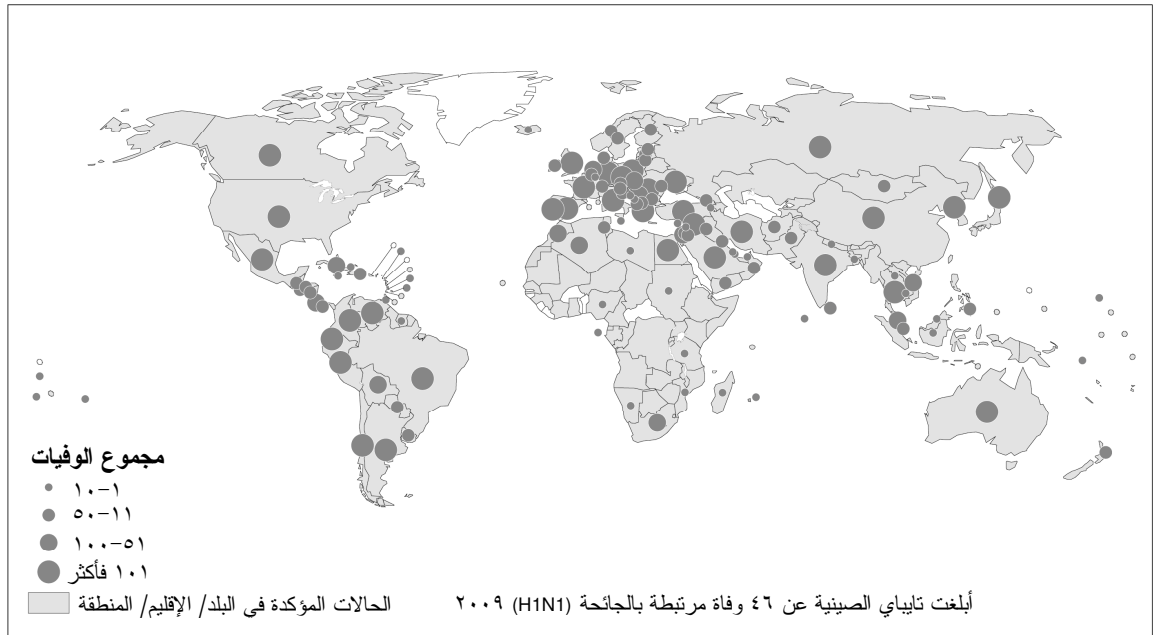 مجموع الوفيات
١-١٠
١١-٥٠
٥١-١٠٠
١٠١ فأكثر
الحالات المؤكدة في البلد/ الإقليم/ المنطقة
أبلغت تايباي الصينية عن ٤٦ وفاة مرتبطة بالجائحة (H1N1) ٢٠٠٩